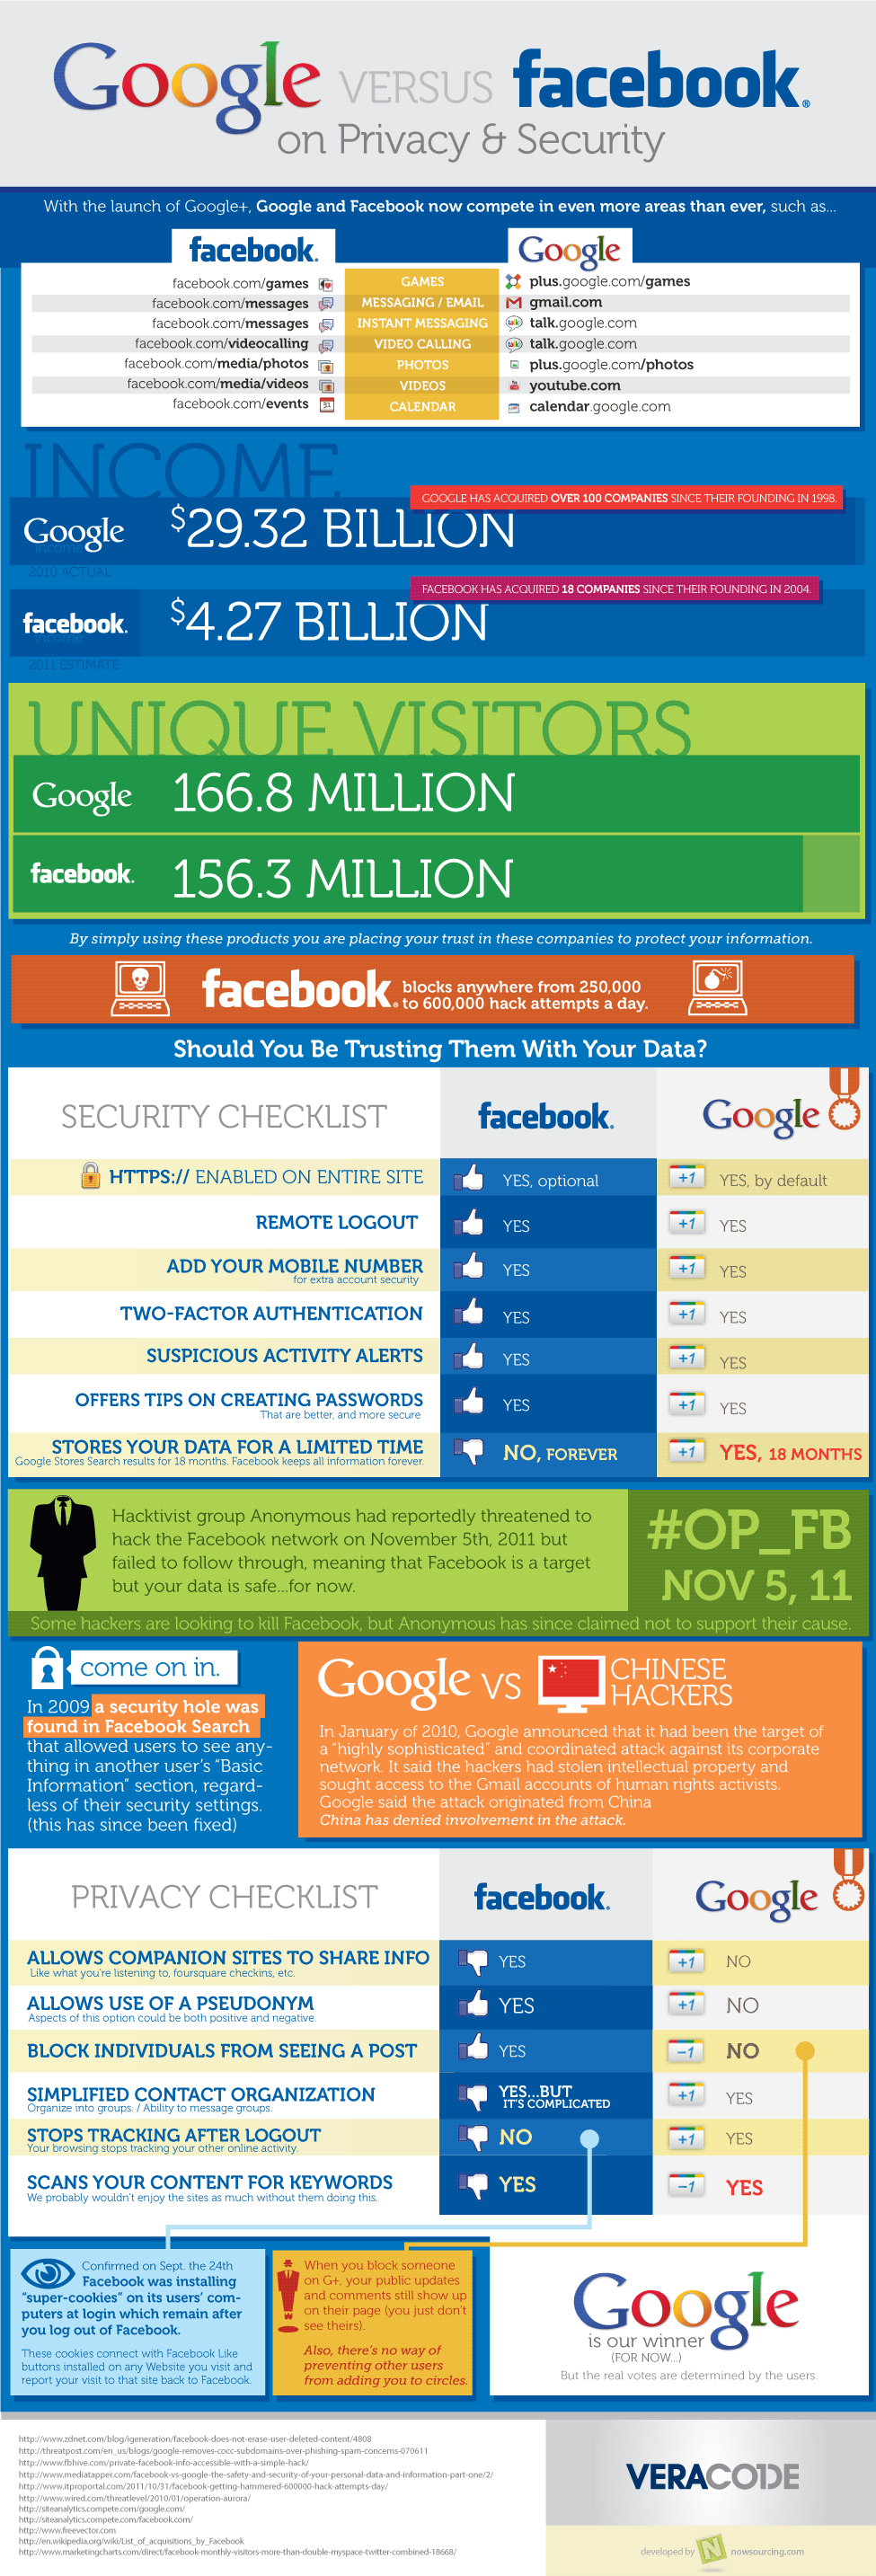 Google VERSUS facebook.®
on Privacy & Security
With the launch of Google+, Google and Facebook now compete in even more areas than ever, such as...
facebook. Google
facebook.com/games GAMES plus.google.com/games
facebook.com/messages MESSAGING / EMAIL gmail.com
facebook.com/messages INSTANT MESSAGING talk.google.com
facebook.com/videocalling VIDEO CALLING talk.google.com
facebook.com/media/photos PHOTOS plus.google.com/photos
facebook.com/media/videos VIDEOS youtube.com
facebook.com/events CALENDAR calendar.google.com
INCOME
GOOGLE HAS ACQUIRED OVER 100 COMPANIES SINCE THEIR FOUNDING IN 1998.
Google $29.32 BILLION
income
2010 ACTUAL
FACEBOOK HAS ACQUIRED 18 COMPANIES SINCE THEIR FOUNDING IN 2004.
facebook. $4.27 BILLION
income
2011 ESTIMATE
UNIQUE VISITORS
Google 166.8 MILLION
facebook. 156.3 MILLION
By simply using these products you are placing your trust in these companies to protect your information.
facebook. blocks anywhere from 250,000
to 600,000 hack attempts a day.
Should You Be Trusting Them With Your Data?
SECURITY CHECKLIST facebook. Google
HTTPS:// ENABLED ON ENTIRE SITE YES, optional +1 YES, by default
REMOTE LOGOUT YES +1 YES
ADD YOUR MOBILE NUMBER YES +1 YES
for extra account security
TWO-FACTOR AUTHENTICATION YES +1 YES
SUSPICIOUS ACTIVITY ALERTS YES +1 YES
OFFERS TIPS ON CREATING PASSWORDS YES +1 YES
That are better, and more secure
STORES YOUR DATA FOR A LIMITED TIME NO, FOREVER +1 YES, 18 MONTHS
Google Stores Search results for 18 months. Facebook keeps all information forever.
Hacktivist group Anonymous had reportedly threatened to
hack the Facebook network on November 5th, 2011 but
failed to follow through, meaning that Facebook is a target
but your data is safe...for now.
#OP_FB
NOV 5, 11
Some hackers are looking to kill Facebook, but Anonymous has since claimed not to support their cause.
come on in.
In 2009 a security hole was
found in Facebook Search
that allowed users to see any-
thing in another user's "Basic
Information" section, regard-
less of their security settings.
(this has since been fixed)
Google VS CHINESE
HACKERS
In January of 2010, Google announced that it had been the target of
a "highly sophisticated" and coordinated attack against its corporate
network. It said the hackers had stolen intellectual property and
sought access to the Gmail accounts of human rights activists.
Google said the attack originated from China
China has denied involvement in the attack.
PRIVACY CHECKLIST facebook. Google
ALLOWS COMPANION SITES TO SHARE INFO YES +1 NO
Like what you're listening to, foursquare checkins, etc.
ALLOWS USE OF A PSEUDONYM YES +1 NO
Aspects of this option could be both positive and negative.
BLOCK INDIVIDUALS FROM SEEING A POST YES -1 NO
SIMPLIFIED CONTACT ORGANIZATION YES...BUT IT'S COMPLICATED +1 YES
Organize into groups. / Ability to message groups.
STOPS TRACKING AFTER LOGOUT NO +1 YES
Your browsing stops tracking your other online activity.
SCANS YOUR CONTENT FOR KEYWORDS YES -1 YES
We probably wouldn't enjoy the sites as much without them doing this.
Confirmed on Sept. the 24th
Facebook was installing
"super-cookies" on its users' com-
puters at login which remain after
you log out of Facebook.
These cookies connect with Facebook Like
buttons installed on any Website you visit and
report your visit to that site back to Facebook.
When you block someone
on G+, your public updates
and comments still show up
on their page (you just don't
see theirs).
Also, there's no way of
preventing other users
from adding you to circles.
Google
is our winner
(FOR NOW...)
But the real votes are determined by the users.
http://www.zdnet.com/blog/igeneration/facebook-does-not-erase-user-deleted-content/4808
http://threatpost.com/en_us/blogs/google-removes-cocc-subdomains-over-phishing-spam-concerns-070611
http://www.fbhive.com/private-facebook-info-accessible-with-a-simple-hack/
http://www.mediatapper.com/facebook-vs-google-the-safety-and-security-of-your-personal-data-and-information-part-one/2/
http://www.itproportal.com/2011/10/31/facebook-getting-hammered-600000-hack-attempts-day/
http://www.wired.com/threatlevel/2010/01/operation-aurora/
http://siteanalytics.compete.com/google.com/
http://siteanalytics.compete.com/facebook.com/
http://www.freevector.com
http://en.wikipedia.org/wiki/List_of_acquisitions_by_Facebook
http://www.marketingcharts.com/direct/facebook-monthly-visitors-more-than-double-myspace-twitter-combined-18668/
VERACODE
developed by N nowsourcing.com